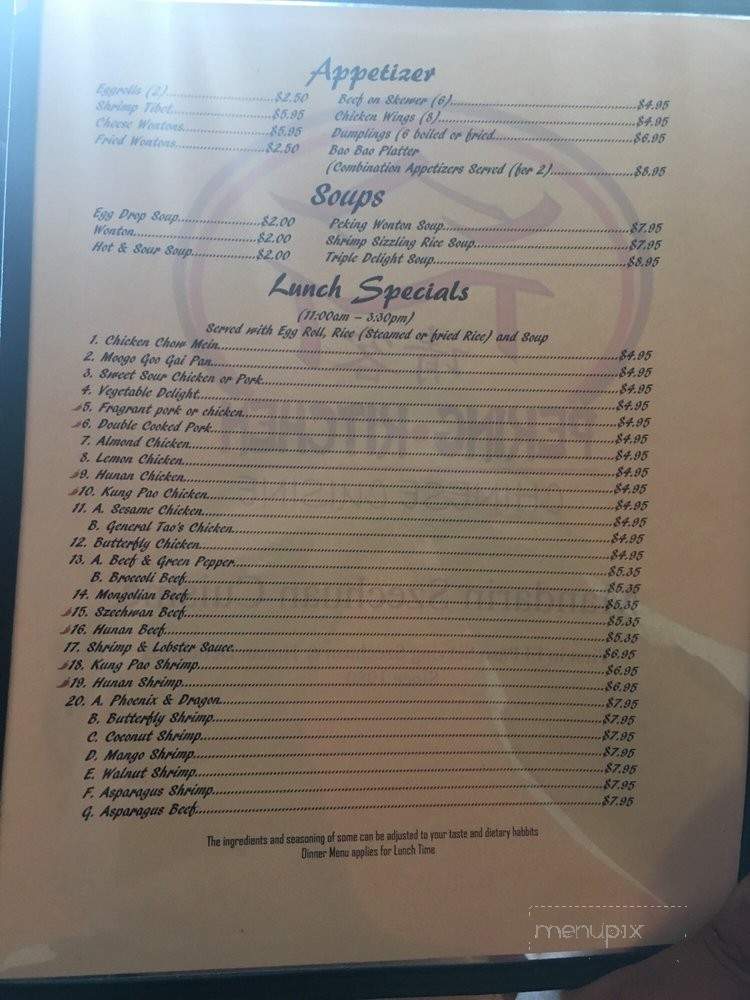 Appetizer
Eggrolls (2)...$2.50
Shrimp Tibet...$5.95
Cheese Wontons...$5.95
Fried Wontons...$2.50
Beef on Skewer (6)...$4.95
Chicken Wings (8)...$4.95
Dumplings (6 boiled or fried...$6.95
Bao Bao Platter
(Combination Appetizers Served (for 2)...$8.95
Soups
Egg Drop Soup...$2.00
Wonton...$2.00
Hot & Sour Soup...$2.00
Peking Wonton Soup...$7.95
Shrimp Sizzling Rice Soup...$7.95
Triple Delight Soup...$8.95
Lunch Specials
(11:00am – 3:30pm)
Served with Egg Roll, Rice (Steamed or fried Rice) and Soup
1. Chicken Chow Mein...$4.95
2. Moogo Goo Gai Pan...$4.95
3. Sweet Sour Chicken or Pork...$4.95
4. Vegetable Delight...$4.95
5. Fragrant pork or chicken...$4.95
6. Double Cooked Pork...$4.95
7. Almond Chicken...$4.95
8. Lemon Chicken...$4.95
9. Hunan Chicken...$4.95
10. Kung Pao Chicken...$4.95
11. A. Sesame Chicken...$4.95
B. General Tao's Chicken...$4.95
12. Butterfly Chicken...$4.95
13. A. Beef & Green Pepper...$5.35
B. Broccoli Beef...$5.35
14. Mongolian Beef...$5.35
15. Szechwan Beef...$5.35
16. Hunan Beef...$5.35
17. Shrimp & Lobster Sauce...$6.95
18. Kung Pao Shrimp...$6.95
19. Hunan Shrimp...$6.95
20. A. Phoenix & Dragon...$7.95
B. Butterfly Shrimp...$7.95
C. Coconut Shrimp...$7.95
D. Mango Shrimp...$7.95
E. Walnut Shrimp...$7.95
F. Asparagus Shrimp...$7.95
G. Asparagus Beef...$7.95
The ingredients and seasoning of some can be adjusted to your taste and dietary habbits
Dinner Menu applies for Lunch Time
menupix